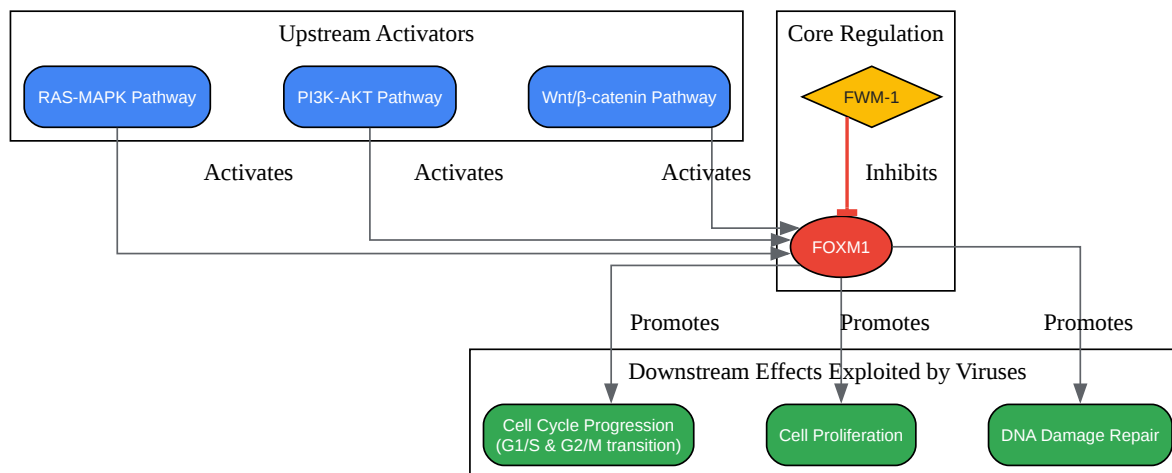 Upstream Activators
Core Regulation
RAS-MAPK Pathway
PI3K-AKT Pathway
Wnt/β-catenin Pathway
FWM-1
Activates
Activates
Activates
Inhibits
FOXM1
Promotes
Promotes
Promotes
Downstream Effects Exploited by Viruses
Cell Cycle Progression
(G1/S & G2/M transition)
Cell Proliferation
DNA Damage Repair